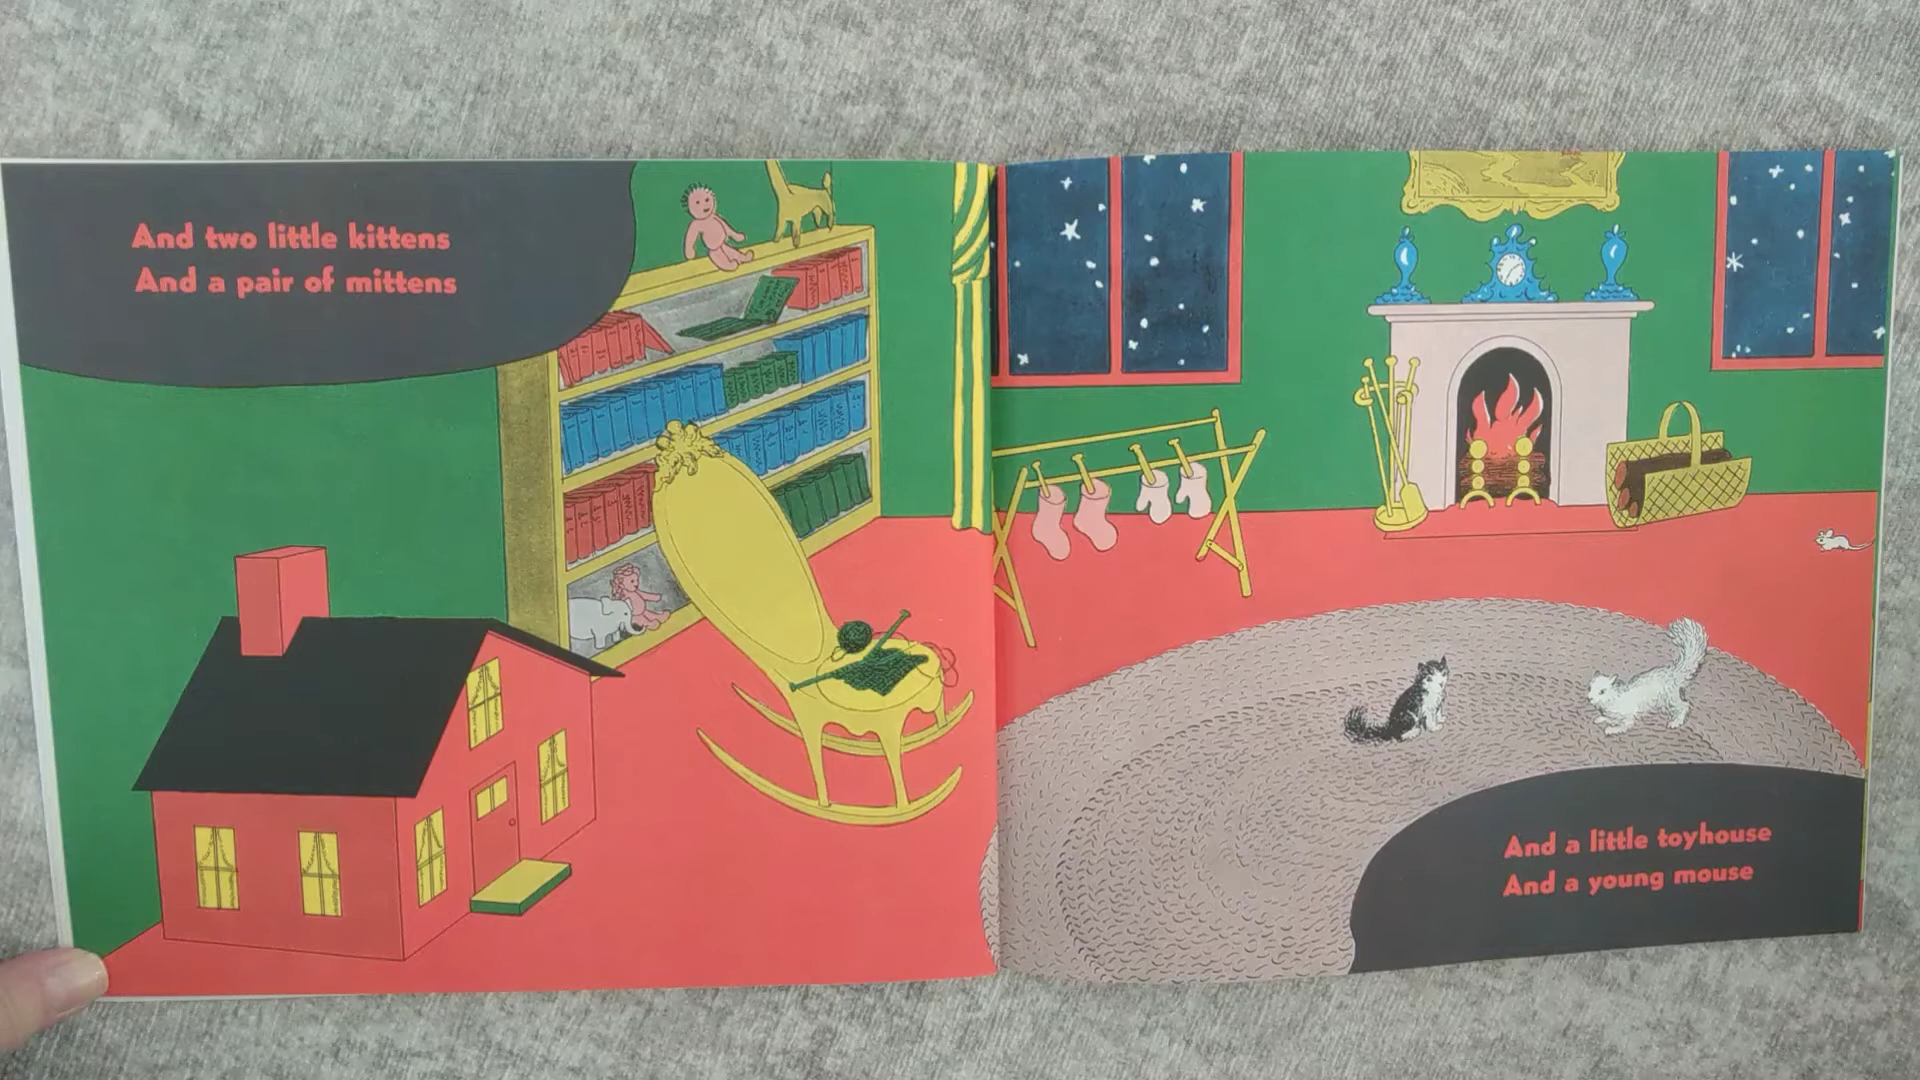 And two little kittens
And a pair of mittens
And a little toyhouse
And a young mouse